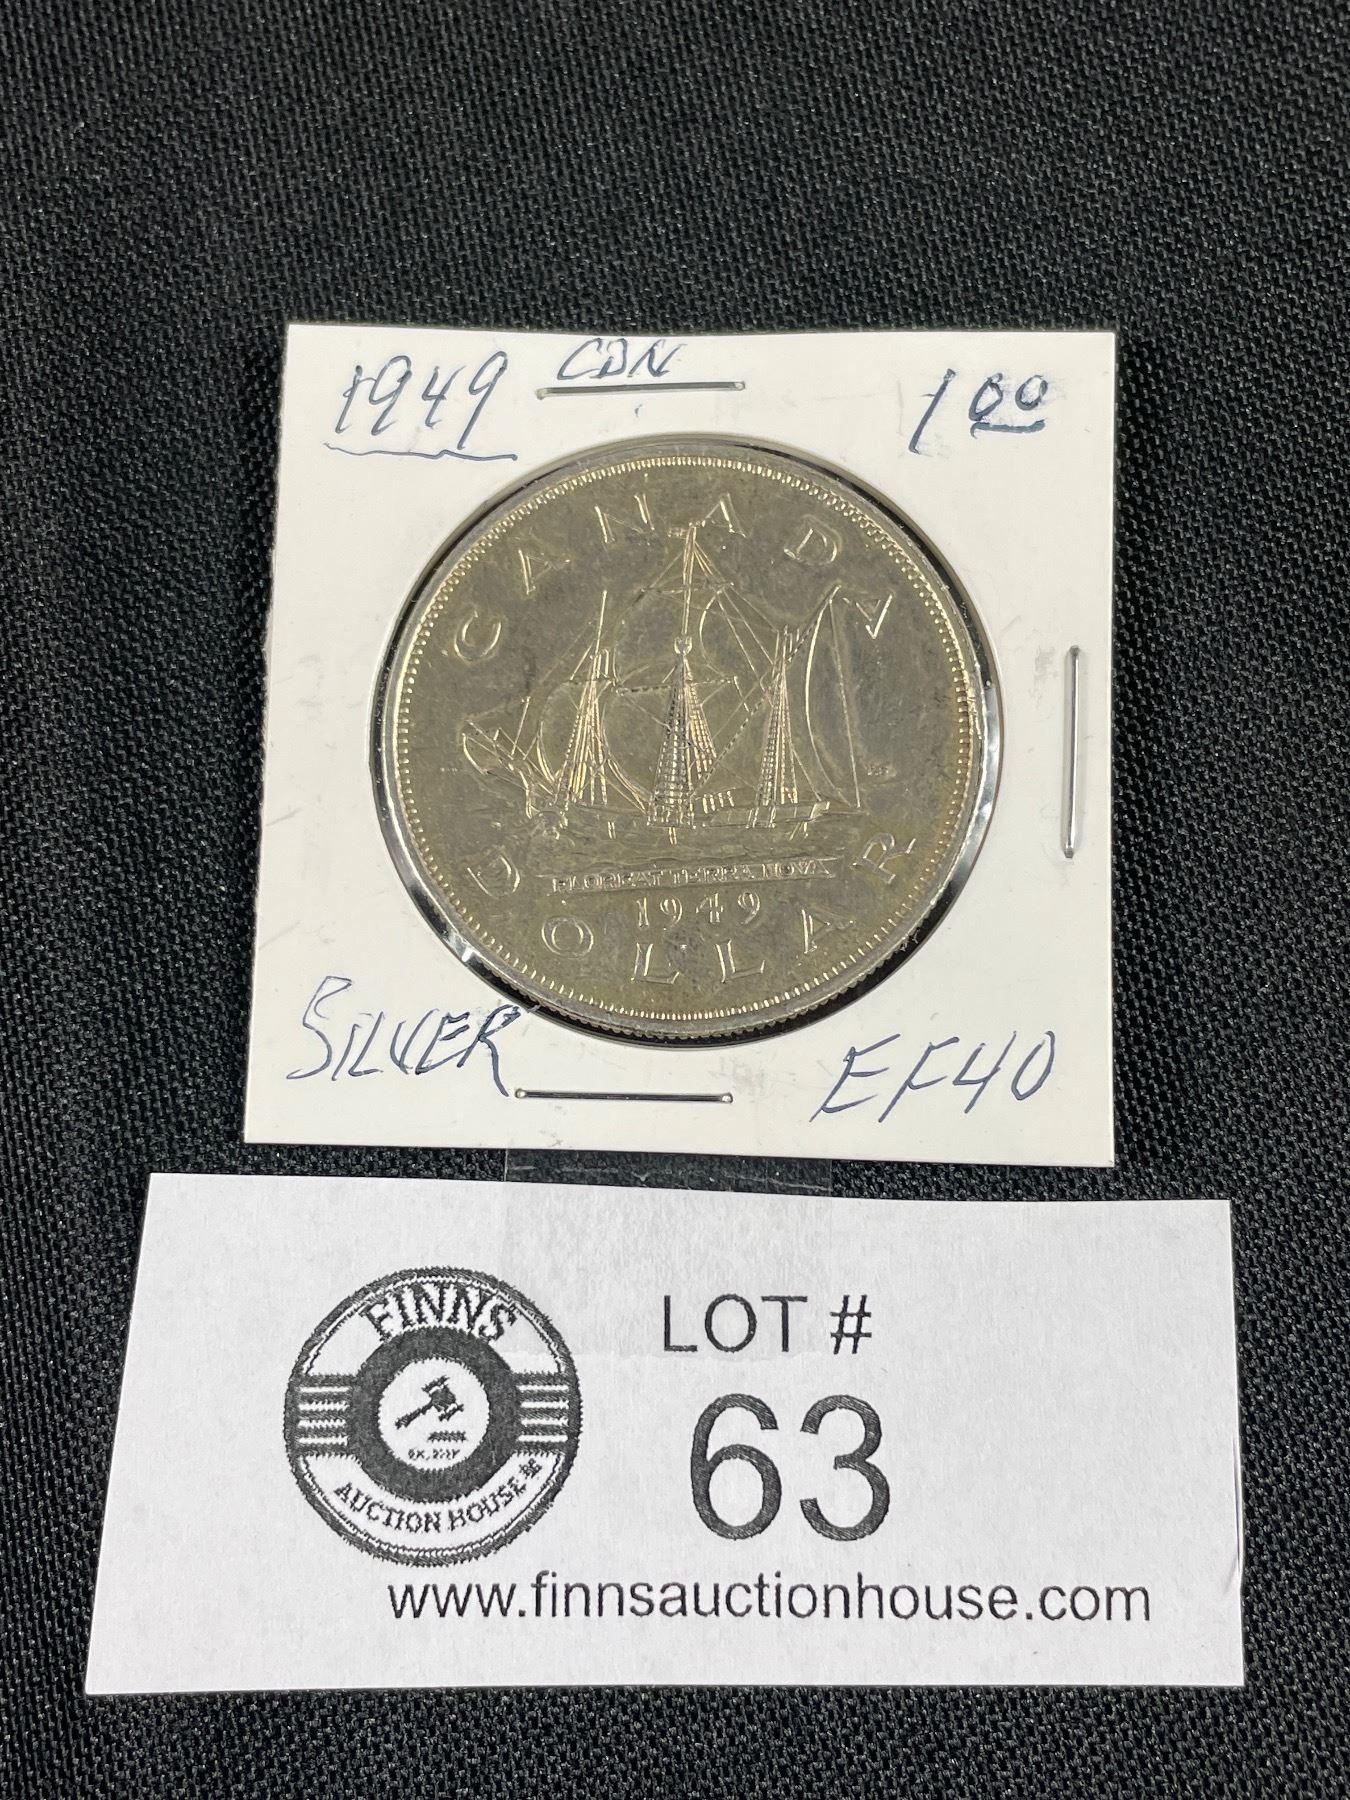 1949 CDN 1.00
CANADA
FLOREAT TERRA NOVA
1949
DOLLAR
SILVER EF40
FINNS
AUCTION HOUSE
LOT #
63
www.finnsauctionhouse.com